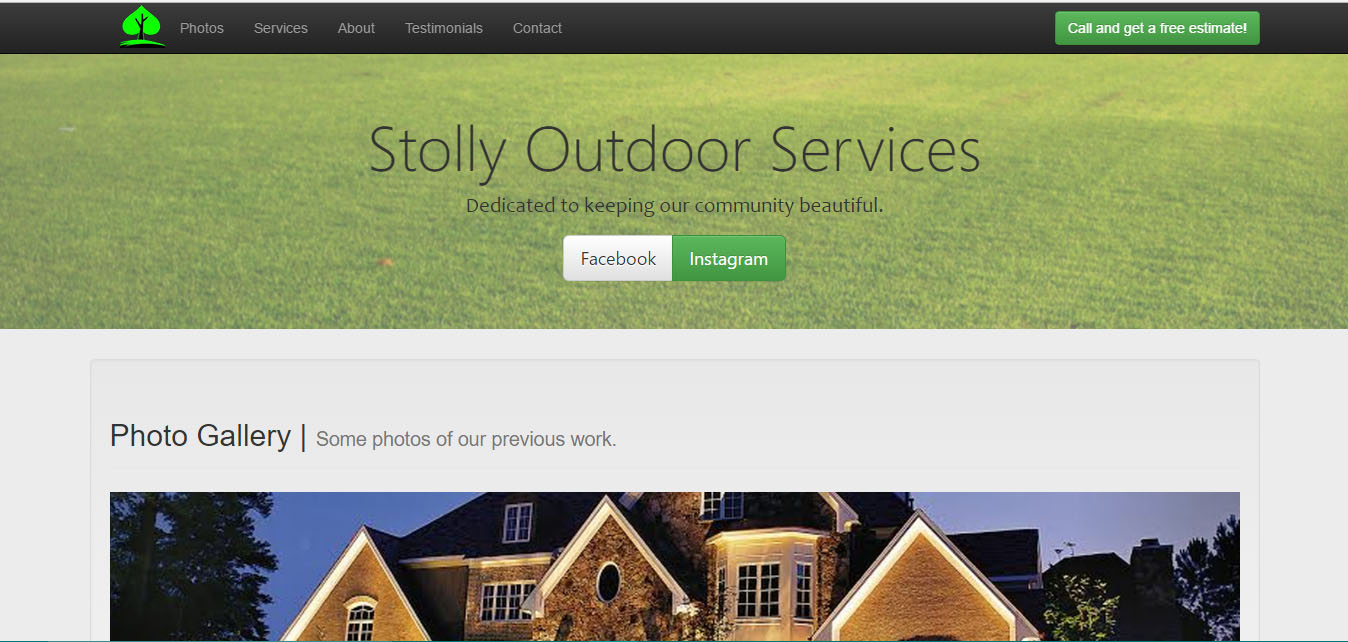 Photos Services About Testimonials Contact Call and get a free estimate!
Stolly Outdoor Services
Dedicated to keeping our community beautiful.
Facebook Instagram
Photo Gallery | Some photos of our previous work.